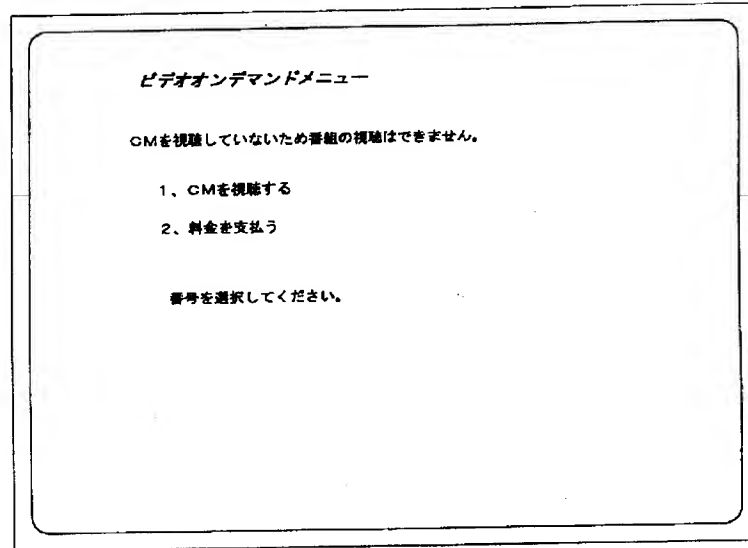 ビデオオンデマンドメニュー
CMを視聴していないため番組の視聴はできません。
1、CMを視聴する
2、料金を支払う
番号を選択してください。